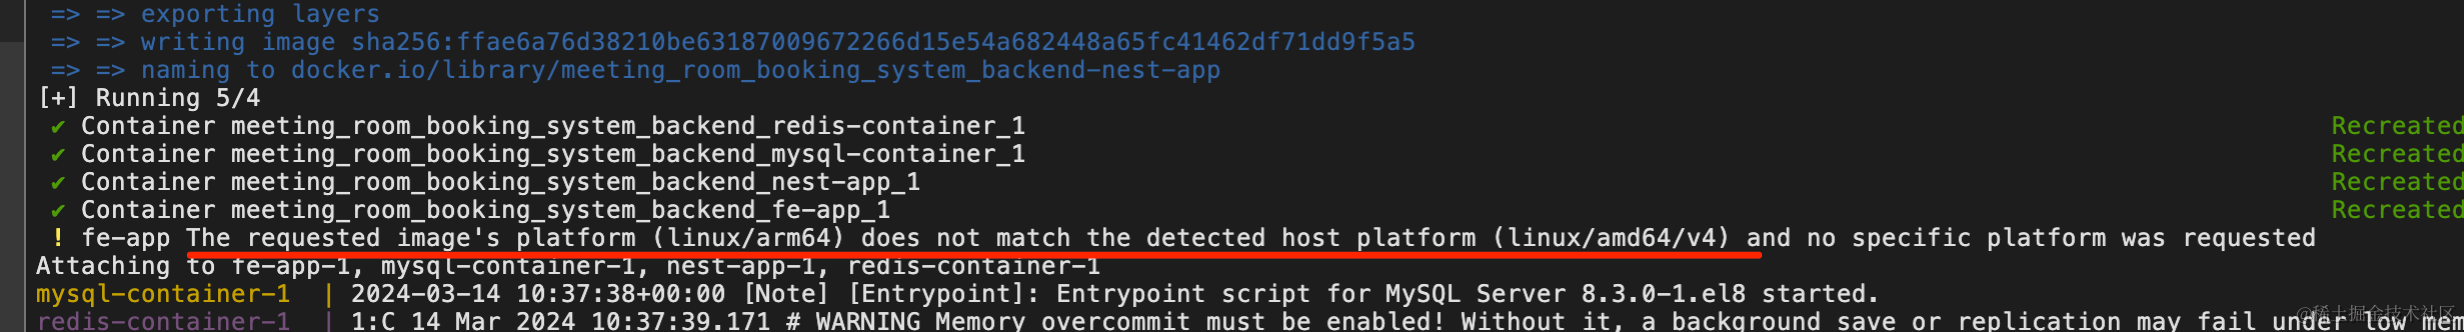 => => exporting layers
=> => writing image sha256:ffae6a76d38210be63187009672266d15e54a682448a65fc41462df71dd9f5a5
=> => naming to docker.io/library/meeting_room_booking_system_backend-nest-app
[+] Running 5/4
✔ Container meeting_room_booking_system_backend_redis-container_1 Recreated
✔ Container meeting_room_booking_system_backend_mysql-container_1 Recreated
✔ Container meeting_room_booking_system_backend_nest-app_1 Recreated
✔ Container meeting_room_booking_system_backend_fe-app_1 Recreated
! fe-app The requested image's platform (linux/arm64) does not match the detected host platform (linux/amd64/v4) and no specific platform was requested
Attaching to fe-app-1, mysql-container-1, nest-app-1, redis-container-1
mysql-container-1 | 2024-03-14 10:37:38+00:00 [Note] [Entrypoint]: Entrypoint script for MySQL Server 8.3.0-1.el8 started.
redis-container-1 | 1:C 14 Mar 2024 10:37:39.171 # WARNING Memory overcommit must be enabled! Without it, a background save or replication may fail under low me
@稀土掘金技术社区